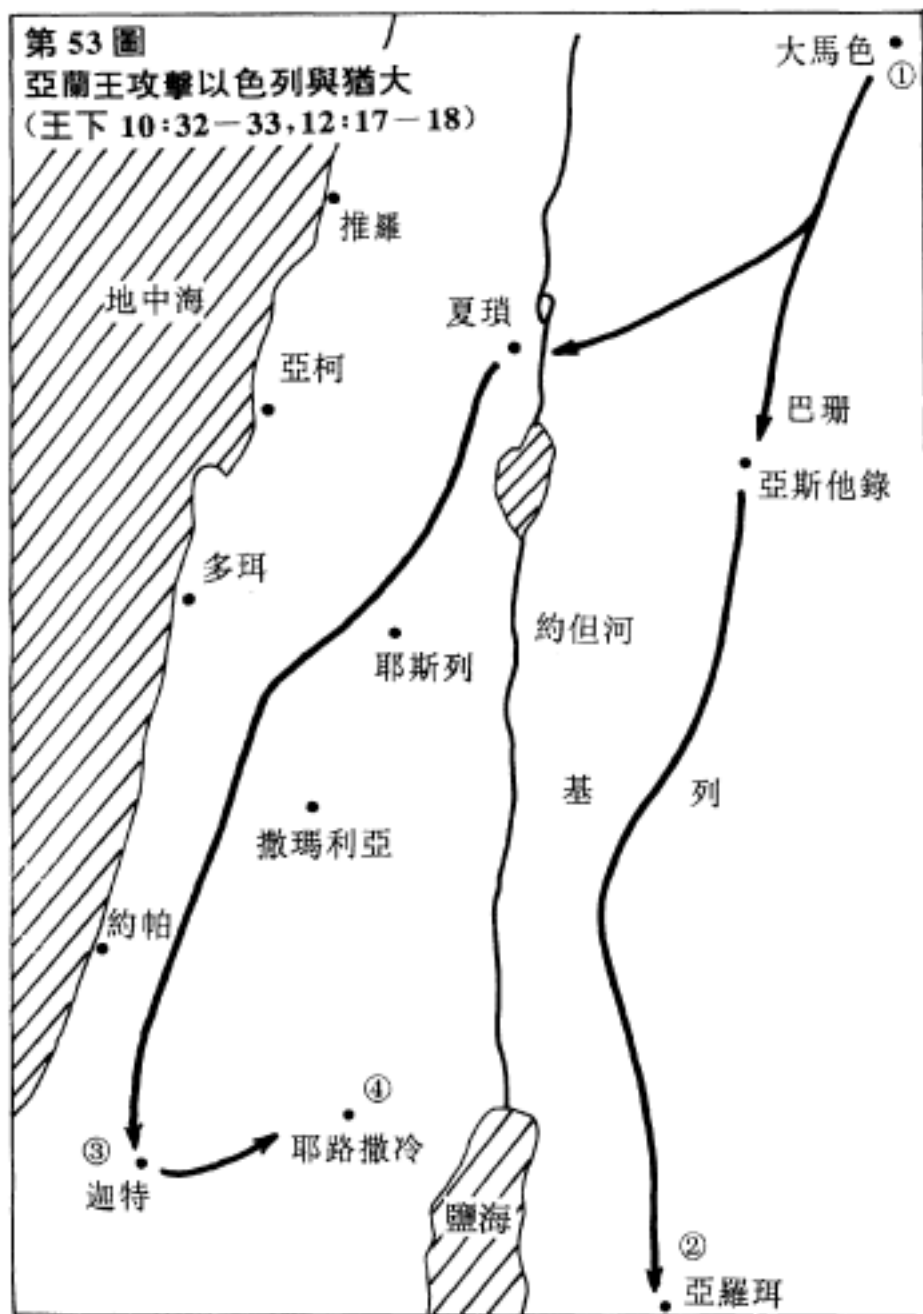 第 53 圖
亞蘭王攻擊以色列與猶大
(王下 10:32－33,12:17－18)
大馬色
①
推羅
地中海
夏瑣
亞柯
巴珊
亞斯他錄
多珥
約但河
耶斯列
基 列
撒瑪利亞
約帕
④
耶路撒冷
③
迦特
鹽海
②
亞羅珥